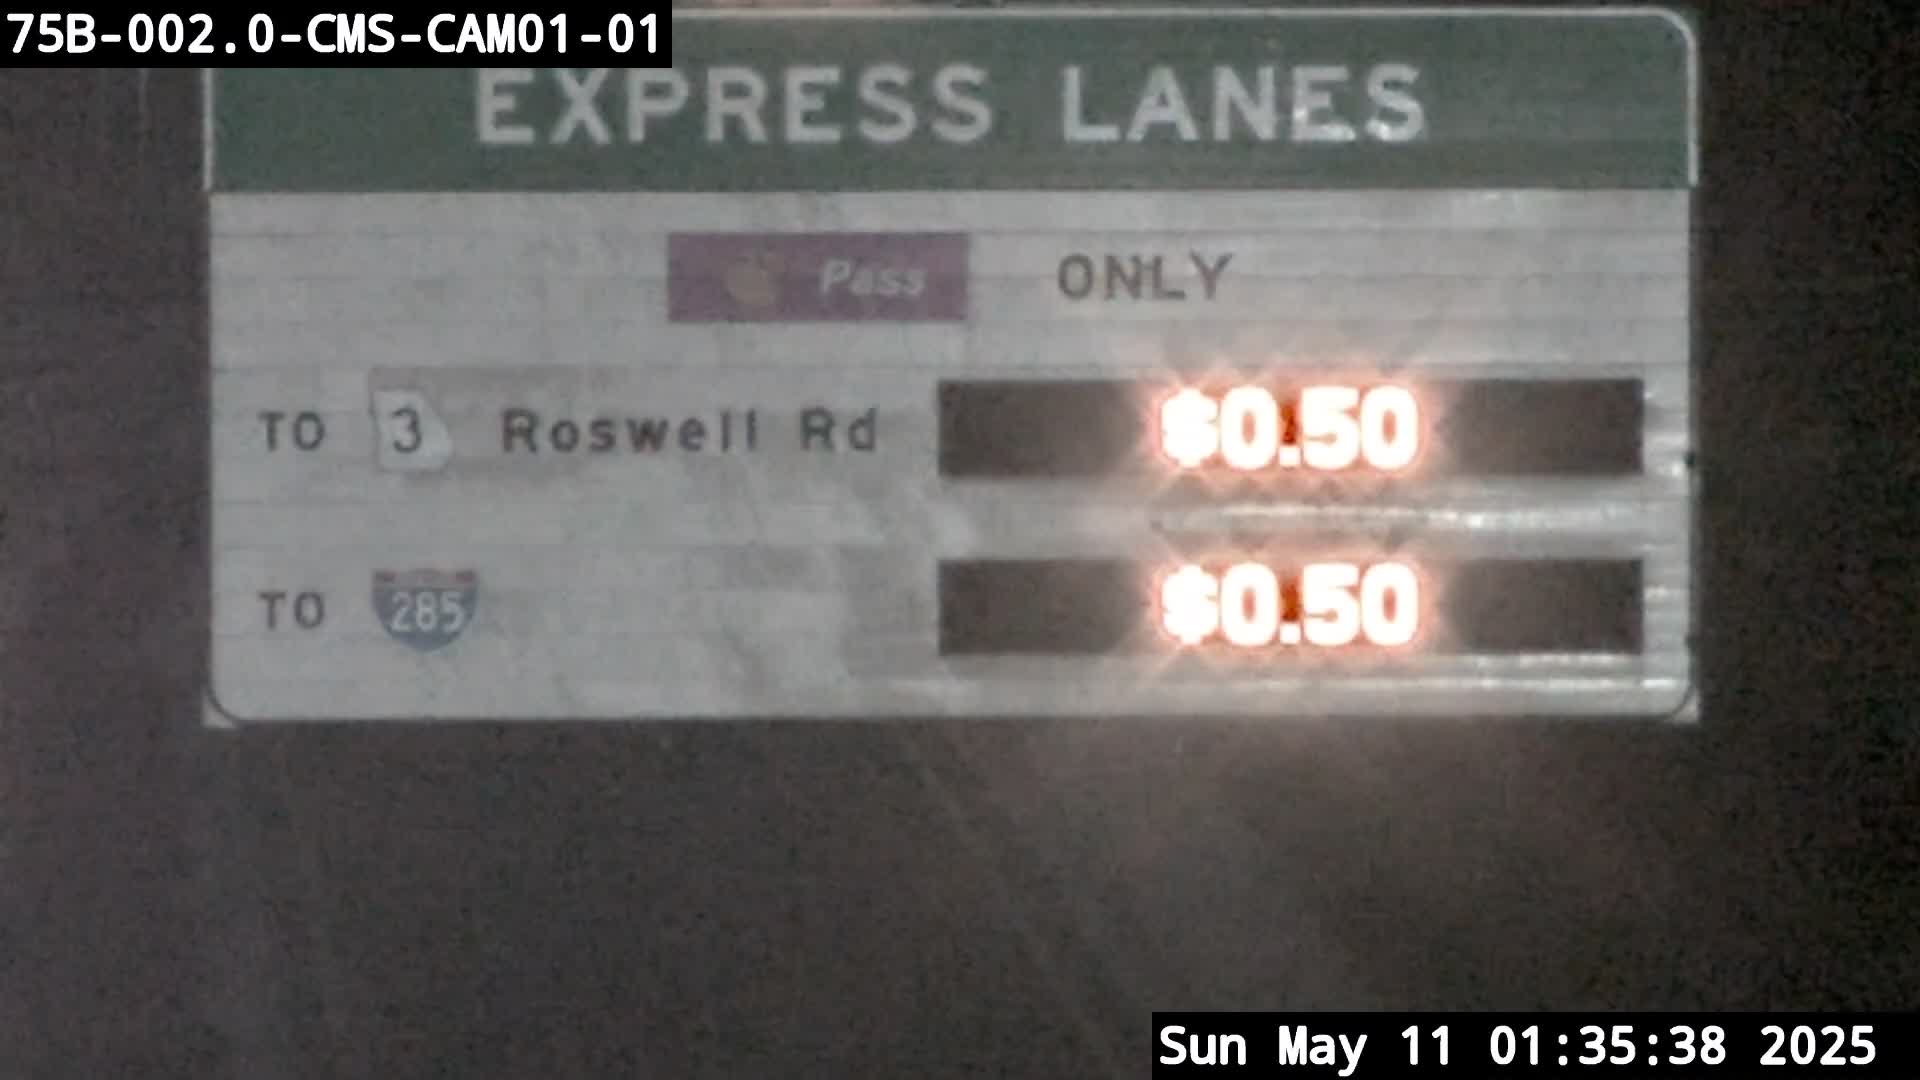 75B-002.0-CMS-CAM01-01
EXPRESS LANES
Pass ONLY
TO 3 Roswell Rd $0.50
TO 285 $0.50
Sun May 11 01:35:38 2025